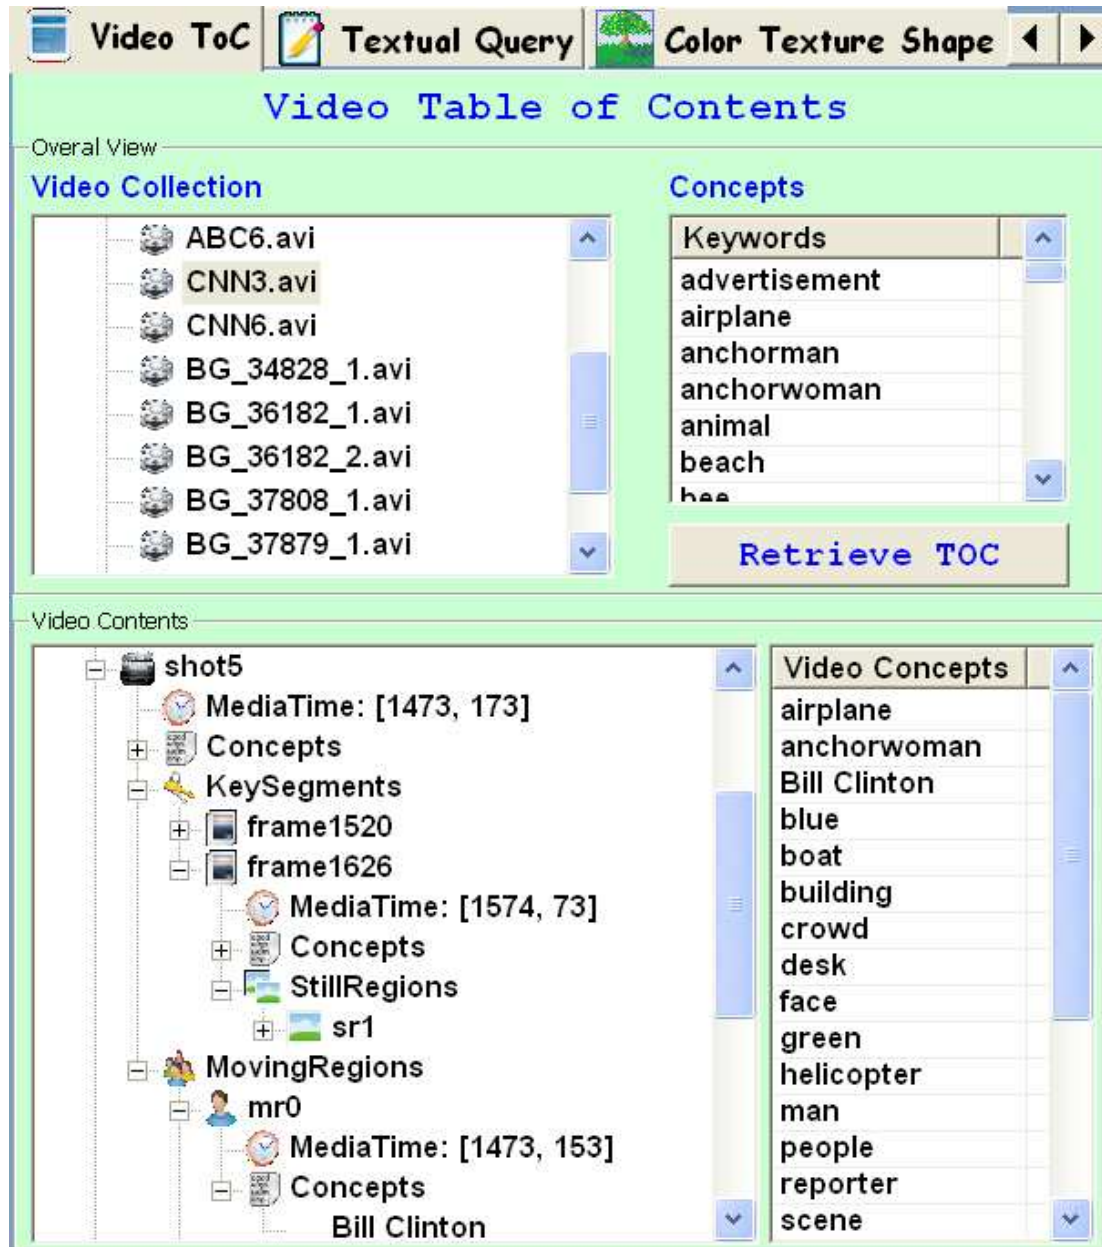 Video ToC Textual Query Color Texture Shape
Video Table of Contents
Overal View
Video Collection
ABC6.avi
CNN3.avi
CNN6.avi
BG_34828_1.avi
BG_36182_1.avi
BG_36182_2.avi
BG_37808_1.avi
BG_37879_1.avi
Concepts
Keywords
advertisement
airplane
anchorman
anchorwoman
animal
beach
bee
Retrieve TOC
Video Contents
shot5
MediaTime: [1473, 173]
Concepts
KeySegments
frame1520
frame1626
MediaTime: [1574, 73]
Concepts
StillRegions
sr1
MovingRegions
mr0
MediaTime: [1473, 153]
Concepts
Bill Clinton
Video Concepts
airplane
anchorwoman
Bill Clinton
blue
boat
building
crowd
desk
face
green
helicopter
man
people
reporter
scene